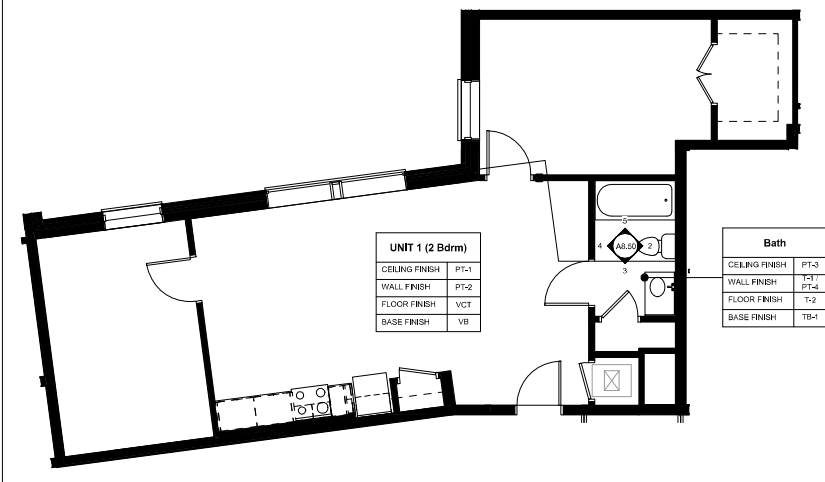 UNIT 1 (2 Bdrm)
CEILING FINISH PT-1
WALL FINISH PT-2
FLOOR FINISH VCT
BASE FINISH VB
5
4 A8.60 2
3
Bath
CEILING FINISH PT-3
WALL FINISH T-1 / PT-4
FLOOR FINISH T-2
BASE FINISH TB-1